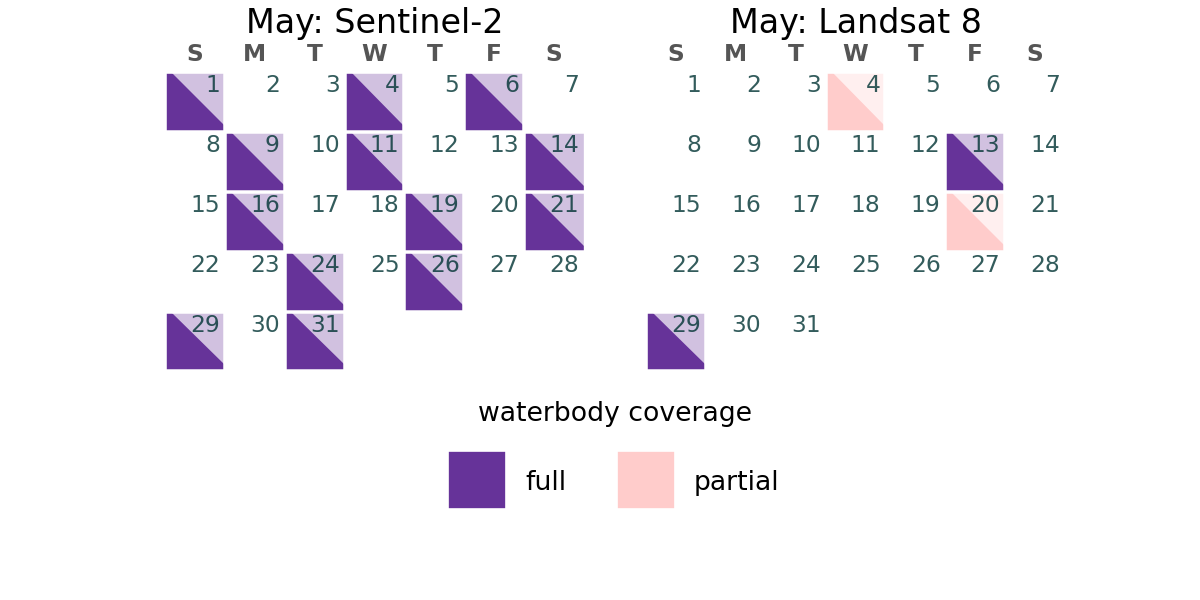 May: Sentinel-2
S M T W T F S
1 2 3 4 5 6 7
8 9 10 11 12 13 14
15 16 17 18 19 20 21
22 23 24 25 26 27 28
29 30 31
May: Landsat 8
S M T W T F S
1 2 3 4 5 6 7
8 9 10 11 12 13 14
15 16 17 18 19 20 21
22 23 24 25 26 27 28
29 30 31
waterbody coverage
full
partial